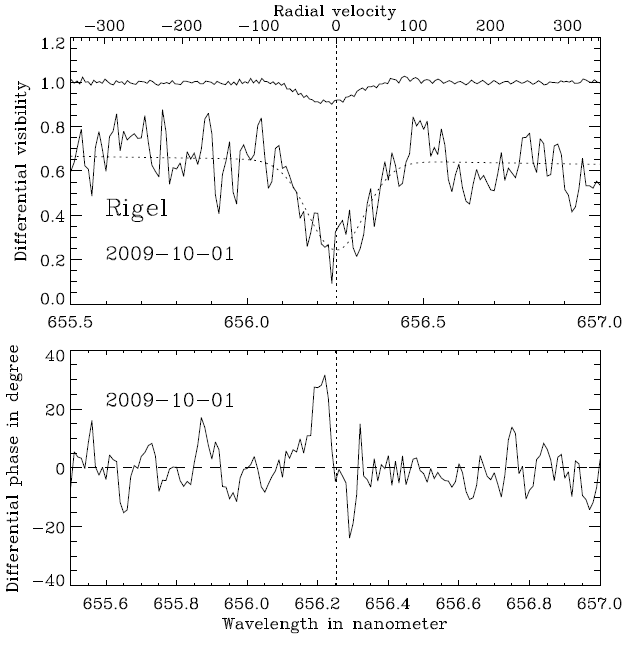 Radial velocity
-300 -200 -100 0 100 200 300
Differential visibility
1.2
1.0
0.8
0.6
0.4
0.2
0.0
Rigel
2009-10-01
655.5 656.0 656.5 657.0
Differential phase in degree
40
20
0
-20
-40
2009-10-01
655.6 655.8 656.0 656.2 656.4 656.6 656.8 657.0
Wavelength in nanometer